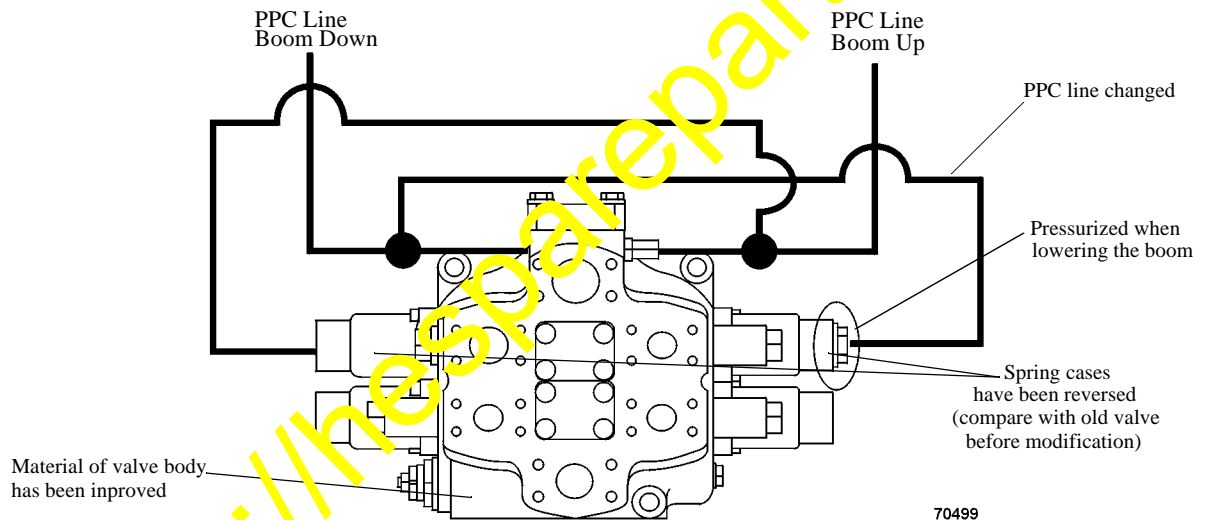 PPC Line
Boom Down
PPC Line
Boom Up
PPC line changed
Pressurized when
lowering the boom
Spring cases
have been reversed
(compare with old valve
before modification)
Material of valve body
has been inproved
70499
://hesparepar